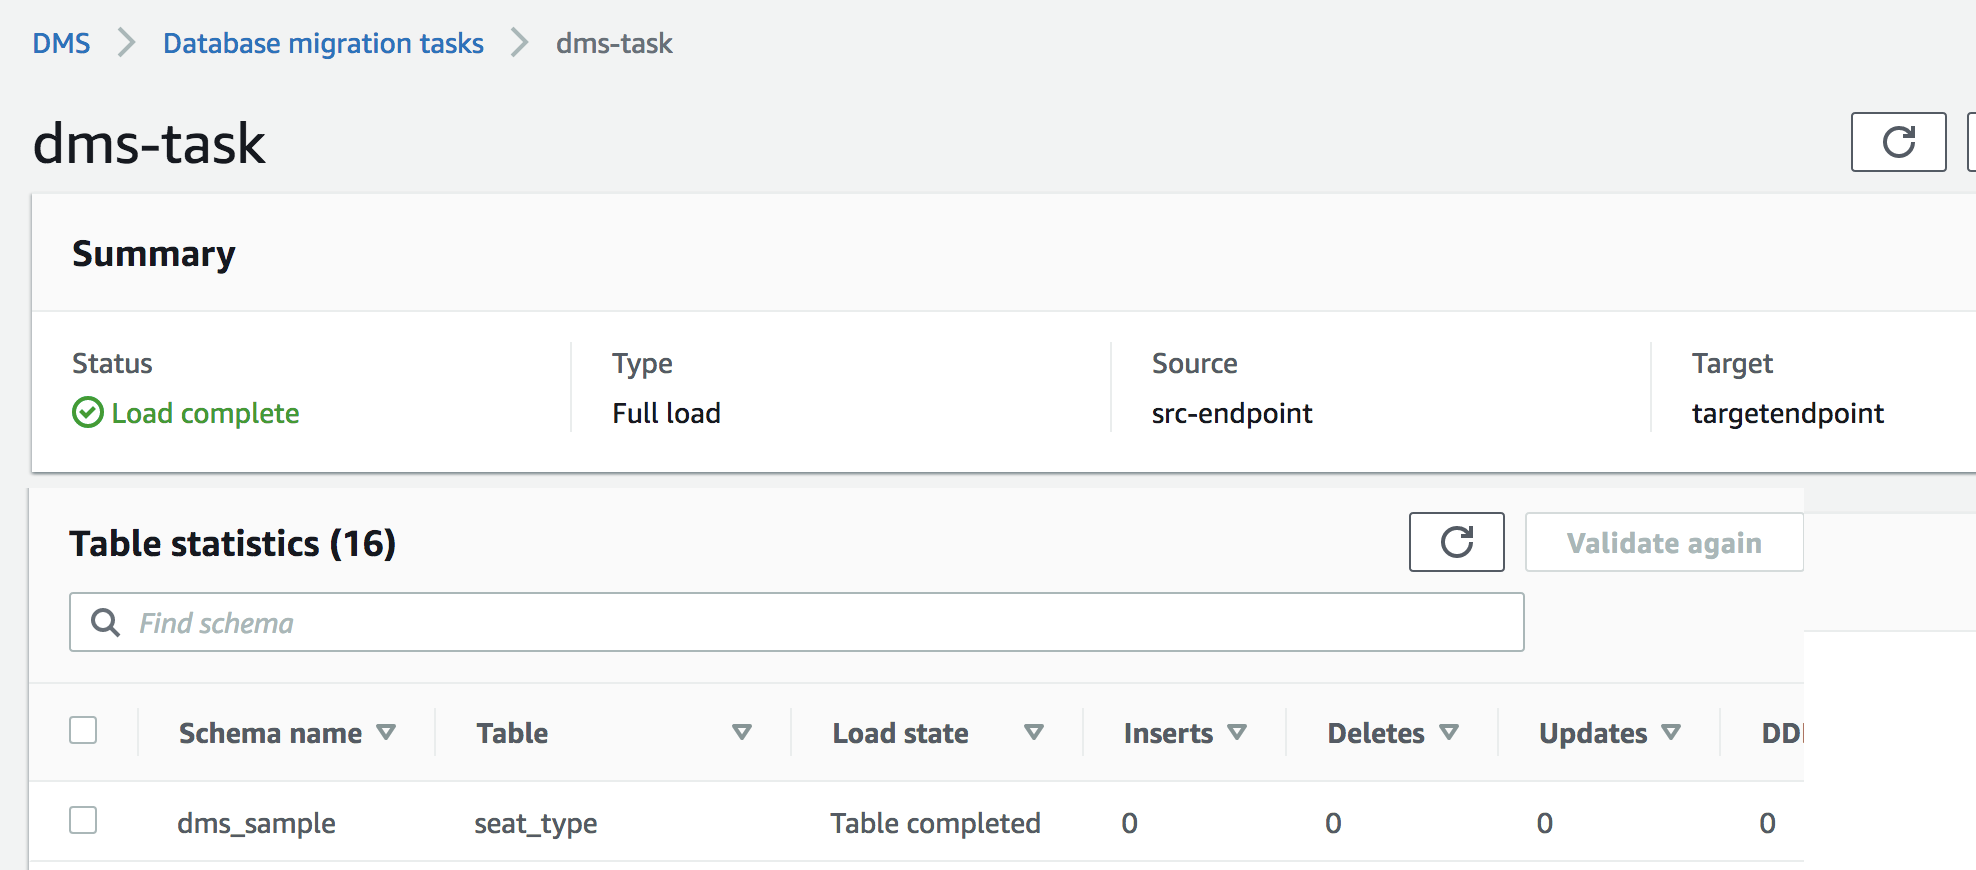 DMS Database migration tasks dms-task
dms-task
Summary
Status Type Source Target
Load complete Full load src-endpoint targetendpoint
Table statistics (16) Validate again
Find schema
Schema name Table Load state Inserts Deletes Updates
dms_sample seat_type Table completed 0 0 0 0